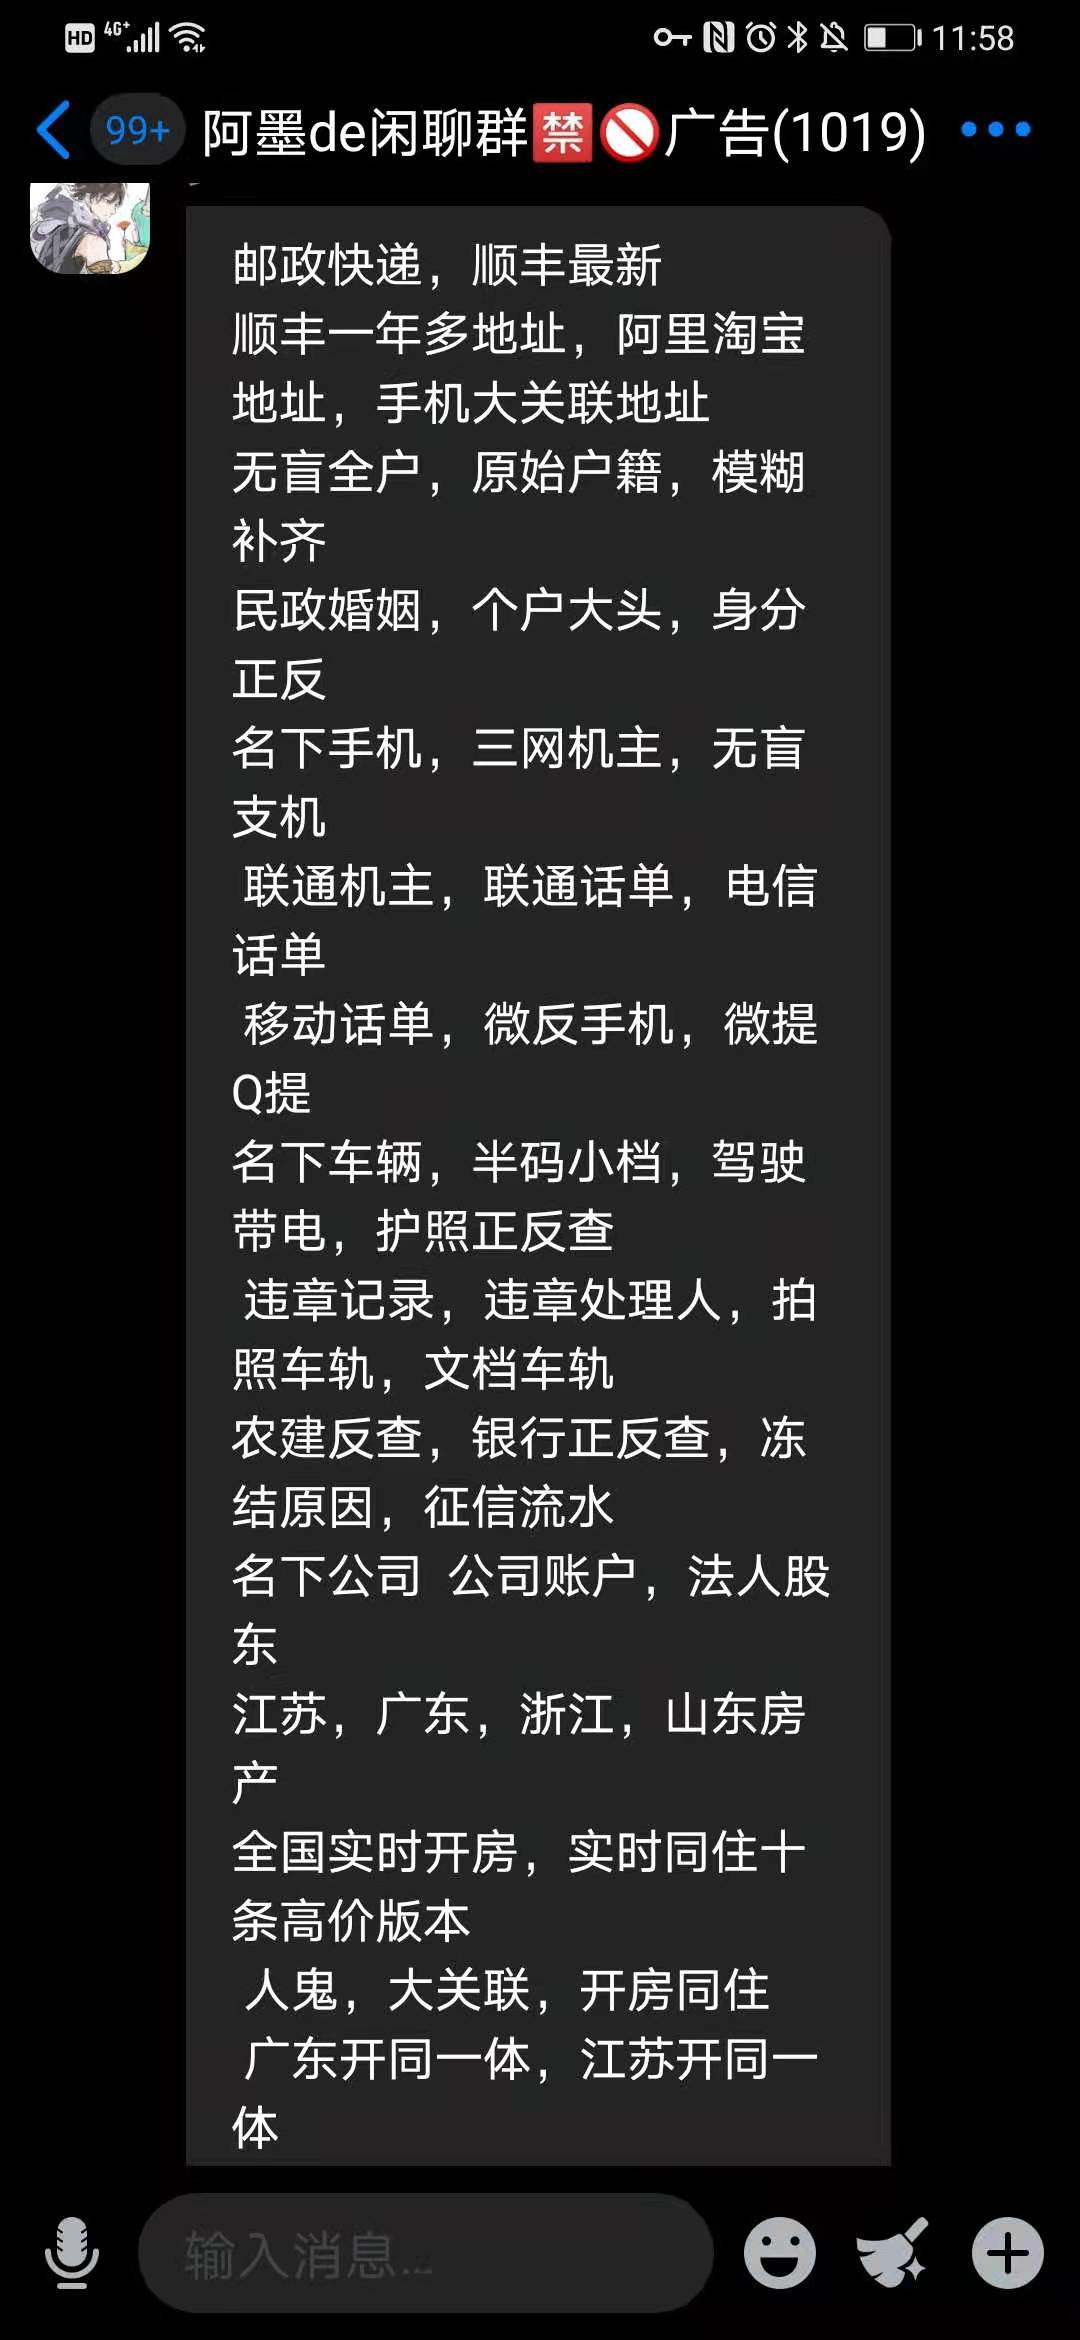 HD 4G+ 11:58
99+ 阿墨de闲聊群🈲🚫广告(1019)
邮政快递，顺丰最新
顺丰一年多地址，阿里淘宝
地址，手机大关联地址
无盲全户，原始户籍，模糊
补齐
民政婚姻，个户大头，身分
正反
名下手机，三网机主，无盲
支机
联通机主，联通话单，电信
话单
移动话单，微反手机，微提
Q提
名下车辆，半码小档，驾驶
带电，护照正反查
违章记录，违章处理人，拍
照车轨，文档车轨
农建反查，银行正反查，冻
结原因，征信流水
名下公司 公司账户，法人股
东
江苏，广东，浙江，山东房
产
全国实时开房，实时同住十
条高价版本
人鬼，大关联，开房同住
广东开同一体，江苏开同一
体
输入消息...